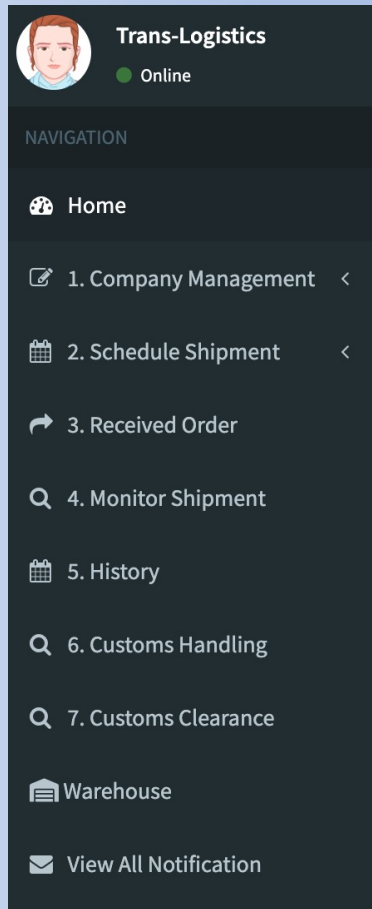 Trans-Logistics
Online
NAVIGATION
Home
1. Company Management
2. Schedule Shipment
3. Received Order
4. Monitor Shipment
5. History
6. Customs Handling
7. Customs Clearance
Warehouse
View All Notification